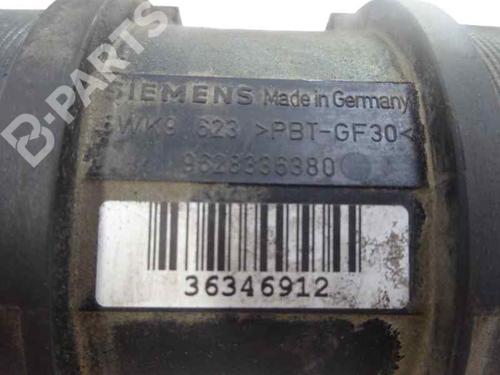 B-PARTS
SIEMENS Made in Germany
5WK9 623 >PBT-GF30<
9628336380
36346912